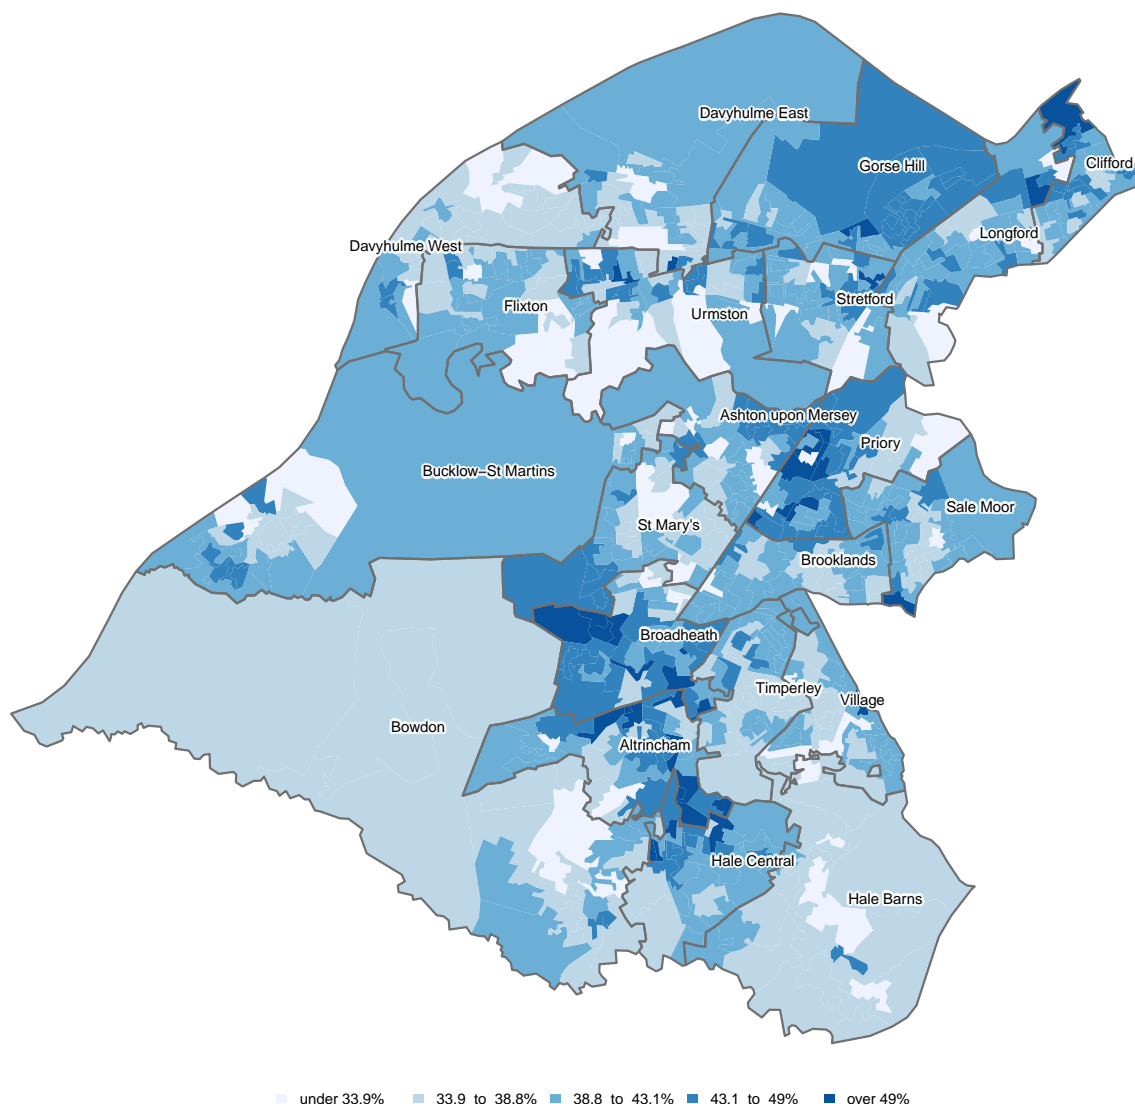 Davyhulme East
Gorse Hill
Clifford
Longford
Davyhulme West
Flixton
Stretford
Urmston
Ashton upon Mersey
Priory
Bucklow−St Martins
Sale Moor
St Mary's
Brooklands
Broadheath
Timperley
Village
Bowdon
Altrincham
Hale Central
Hale Barns
under 33.9% 33.9 to 38.8% 38.8 to 43.1% 43.1 to 49% over 49%